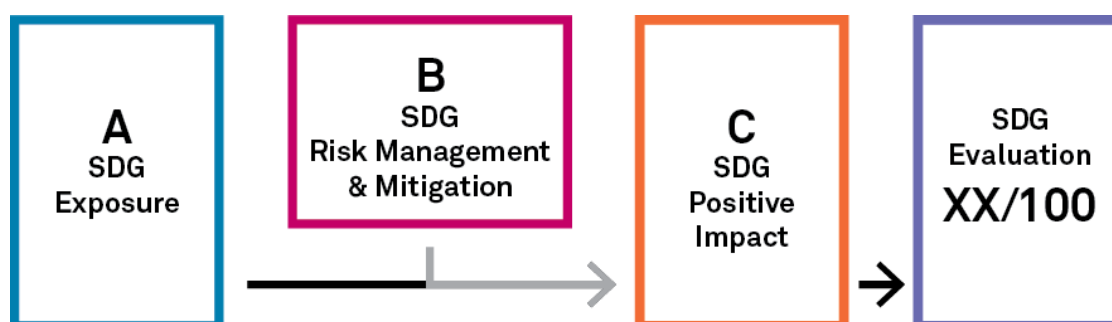 A
SDG
Exposure
B
SDG
Risk Management
& Mitigation
C
SDG
Positive
Impact
SDG
Evaluation
XX/100